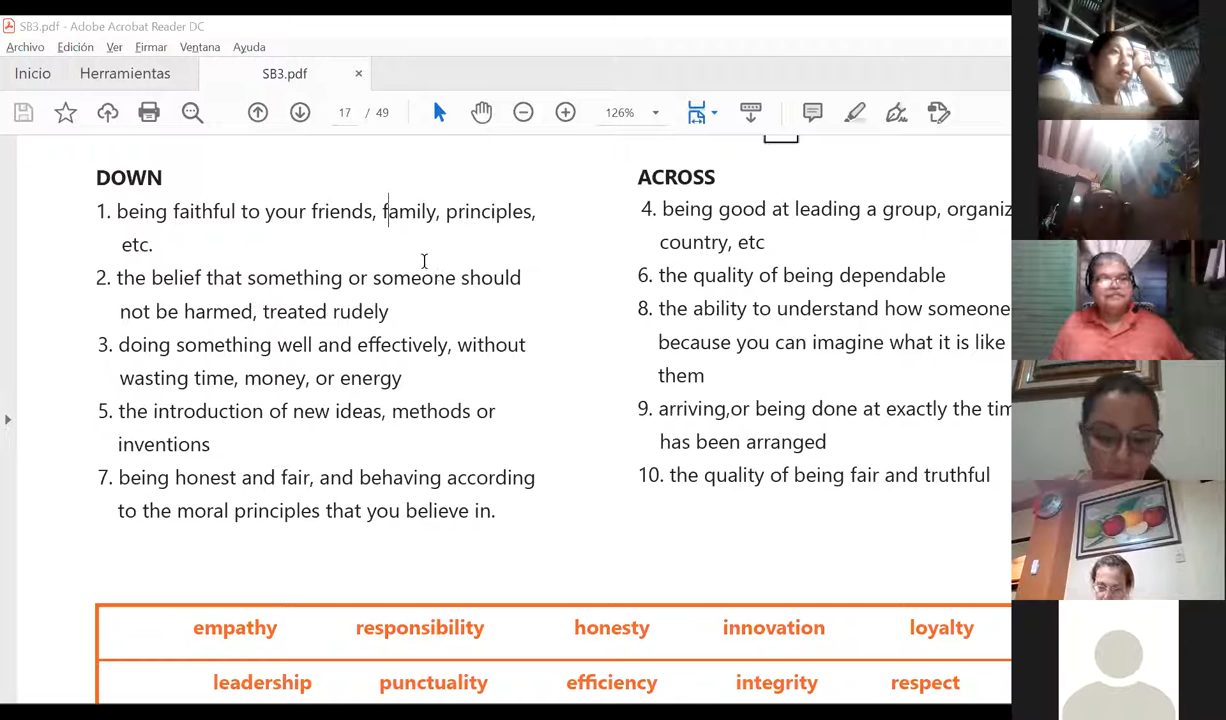 SB3.pdf - Adobe Acrobat Reader DC
Archivo Edición Ver Firmar Ventana Ayuda
Inicio Herramientas SB3.pdf ×
17 / 49 126%
DOWN
1. being faithful to your friends, family, principles,
etc.
2. the belief that something or someone should
not be harmed, treated rudely
3. doing something well and effectively, without
wasting time, money, or energy
5. the introduction of new ideas, methods or
inventions
7. being honest and fair, and behaving according
to the moral principles that you believe in.
ACROSS
4. being good at leading a group, organiz
country, etc
6. the quality of being dependable
8. the ability to understand how someone
because you can imagine what it is like
them
9. arriving,or being done at exactly the tim
has been arranged
10. the quality of being fair and truthful
empathy responsibility honesty innovation loyalty
leadership punctuality efficiency integrity respect